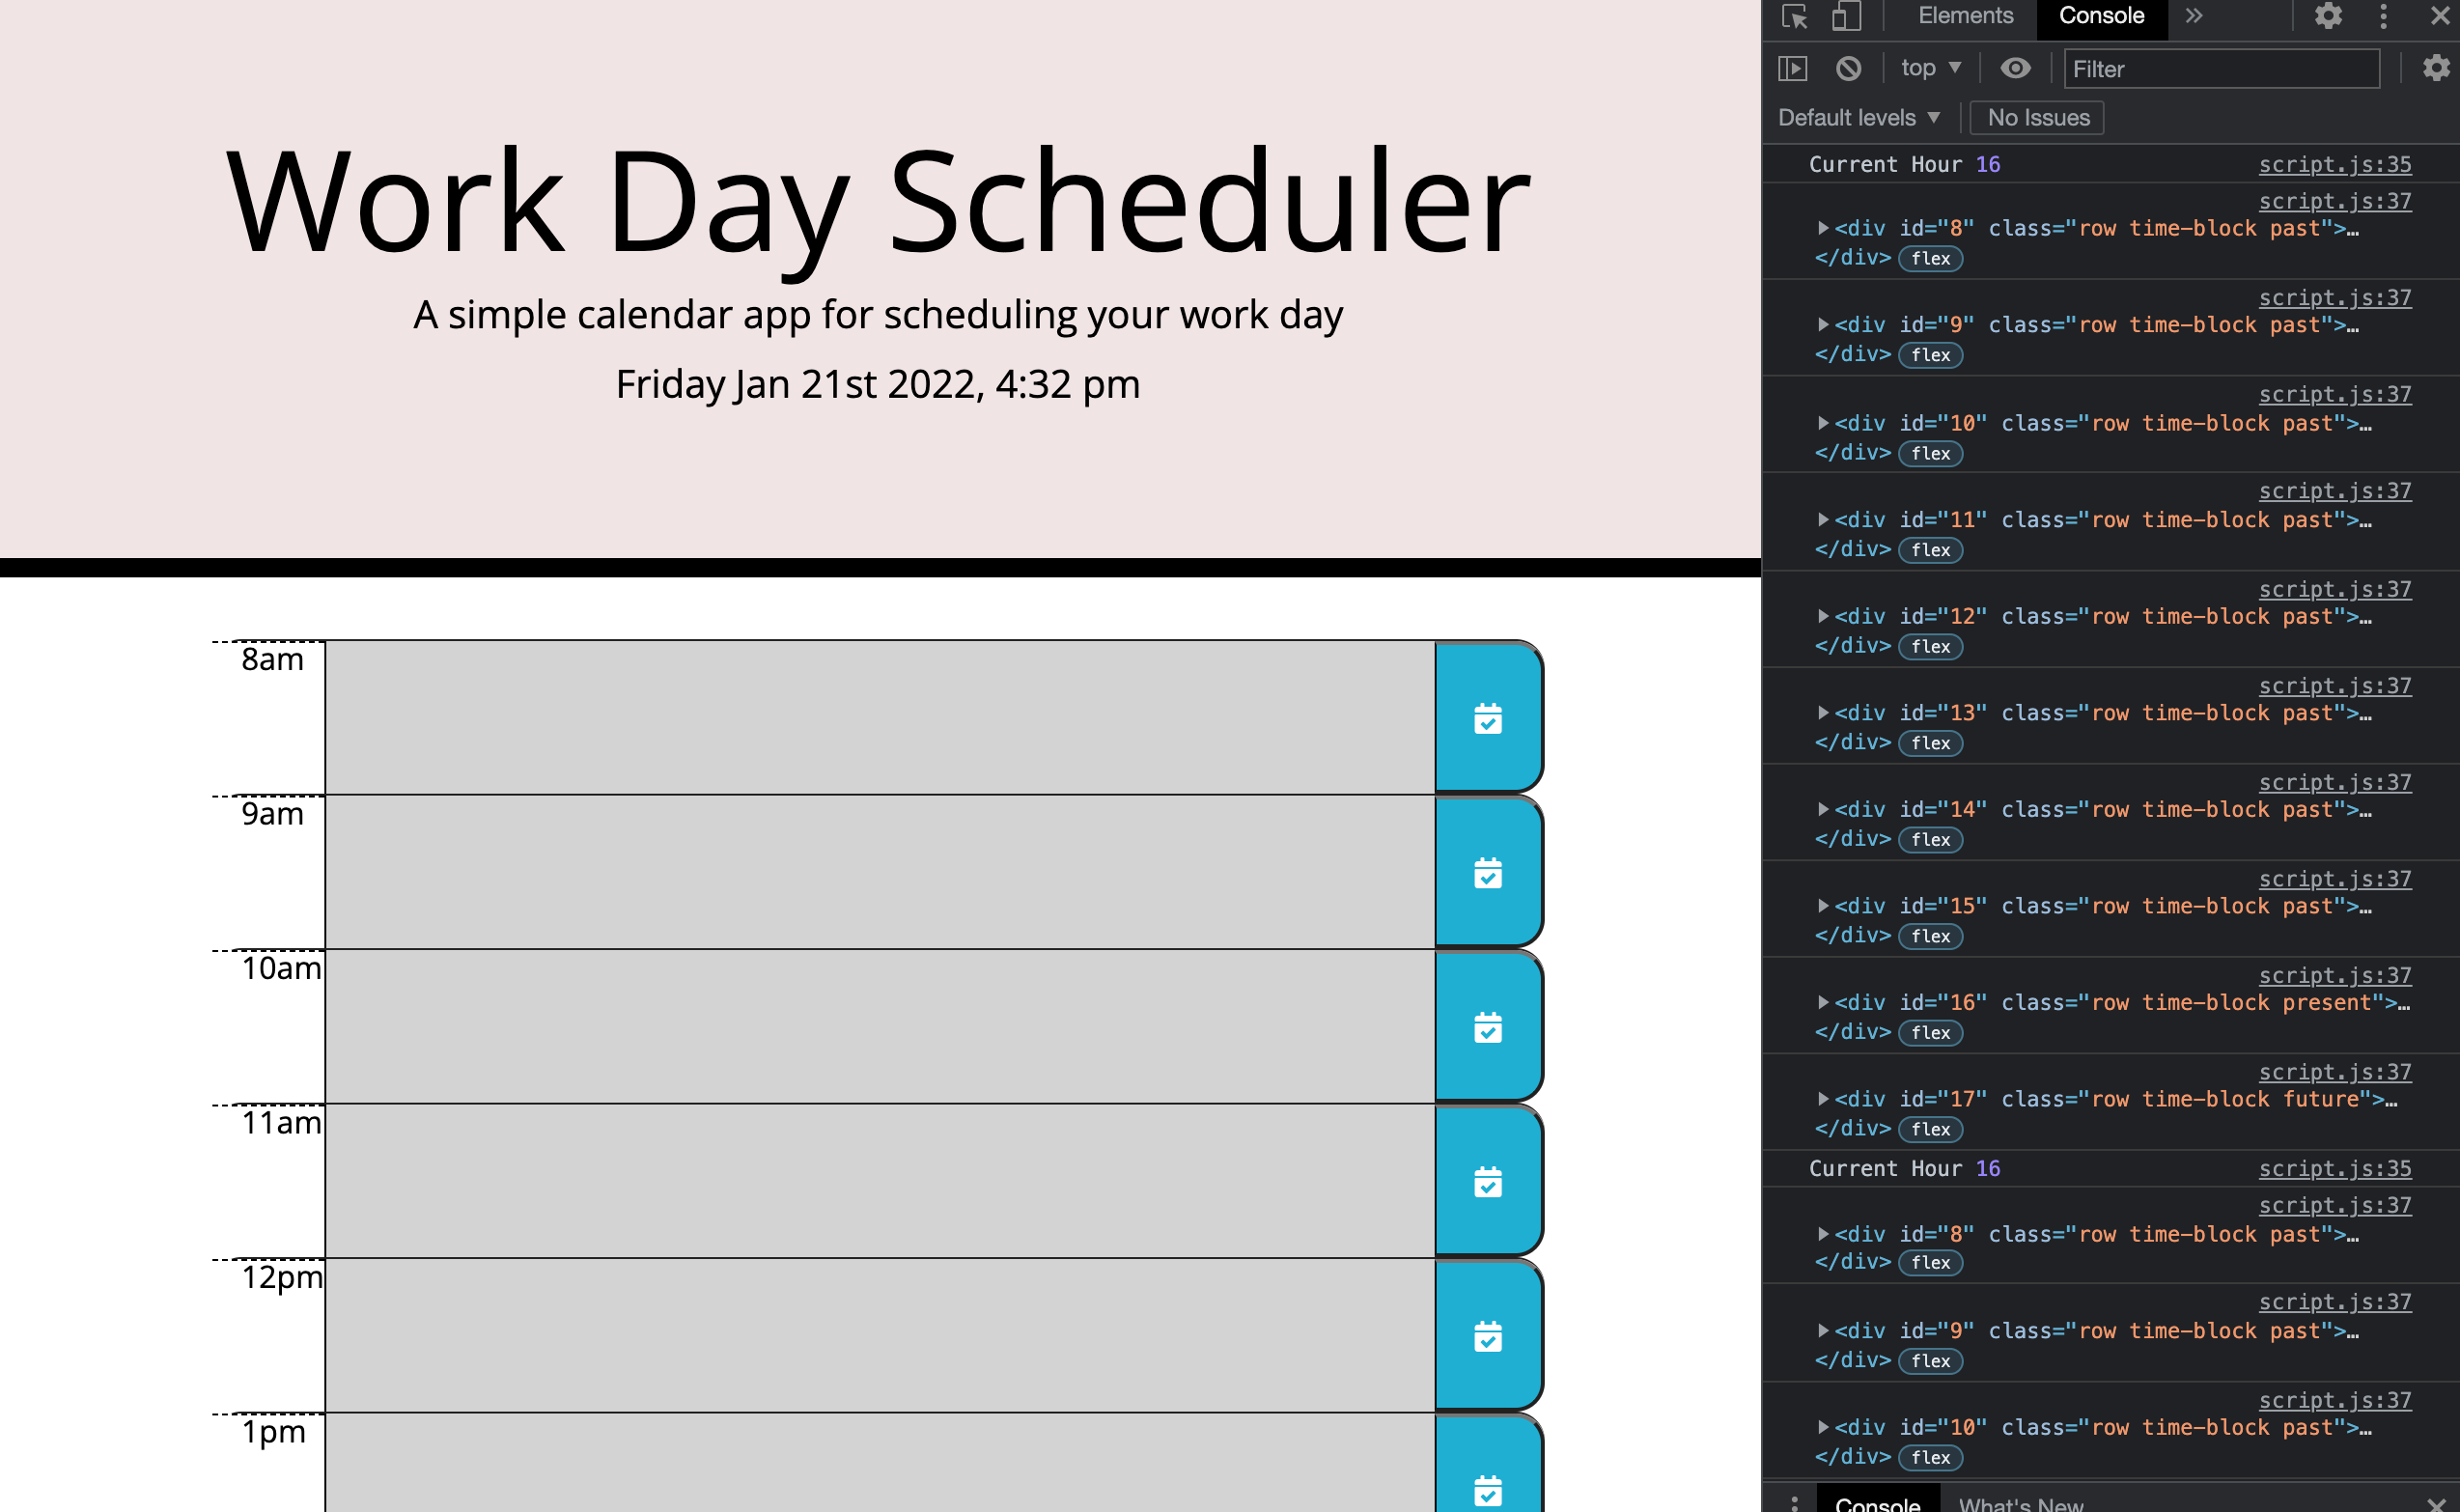 Work Day Scheduler
A simple calendar app for scheduling your work day
Friday Jan 21st 2022, 4:32 pm
8am
9am
10am
11am
12pm
1pm
Elements Console
top Filter
Default levels No Issues
Current Hour 16 script.js:35
script.js:37
<div id="8" class="row time-block past">…
</div> flex
script.js:37
<div id="9" class="row time-block past">…
</div> flex
script.js:37
<div id="10" class="row time-block past">…
</div> flex
script.js:37
<div id="11" class="row time-block past">…
</div> flex
script.js:37
<div id="12" class="row time-block past">…
</div> flex
script.js:37
<div id="13" class="row time-block past">…
</div> flex
script.js:37
<div id="14" class="row time-block past">…
</div> flex
script.js:37
<div id="15" class="row time-block past">…
</div> flex
script.js:37
<div id="16" class="row time-block present">…
</div> flex
script.js:37
<div id="17" class="row time-block future">…
</div> flex
Current Hour 16 script.js:35
script.js:37
<div id="8" class="row time-block past">…
</div> flex
script.js:37
<div id="9" class="row time-block past">…
</div> flex
script.js:37
<div id="10" class="row time-block past">…
</div> flex
Console What's New